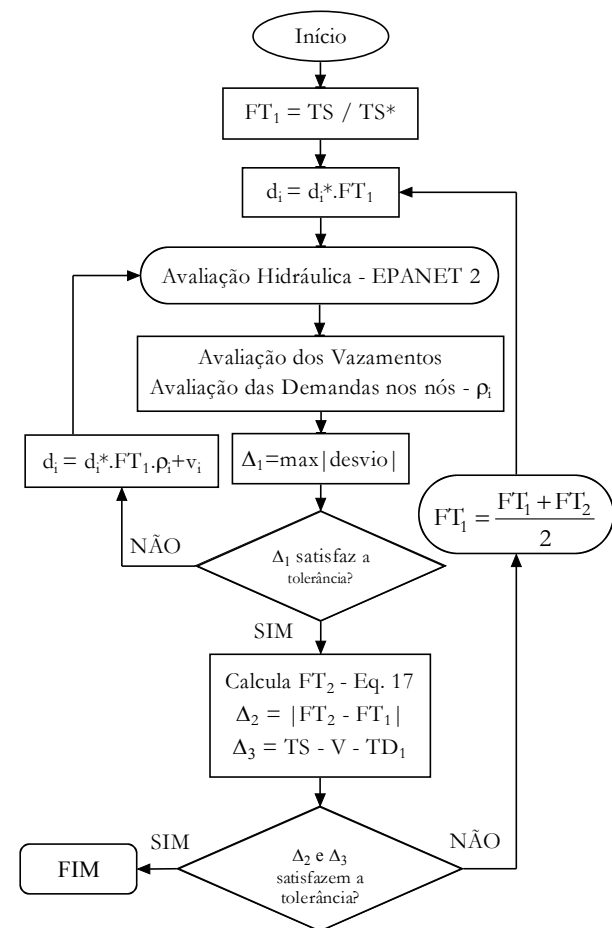 Início
FT₁ = TS / TS*
dᵢ = dᵢ*.FT₁
Avaliação Hidráulica - EPANET 2
Avaliação dos Vazamentos
Avaliação das Demandas nos nós - ρᵢ
dᵢ = dᵢ*.FT₁.ρᵢ+vᵢ
Δ₁=max|desvio|
FT₁ = (FT₁ + FT₂) / 2
NÃO
Δ₁ satisfaz a
tolerância?
SIM
Calcula FT₂ - Eq. 17
Δ₂ = |FT₂ - FT₁|
Δ₃ = TS - V - TD₁
SIM
NÃO
FIM
Δ₂ e Δ₃
satisfazem a
tolerância?